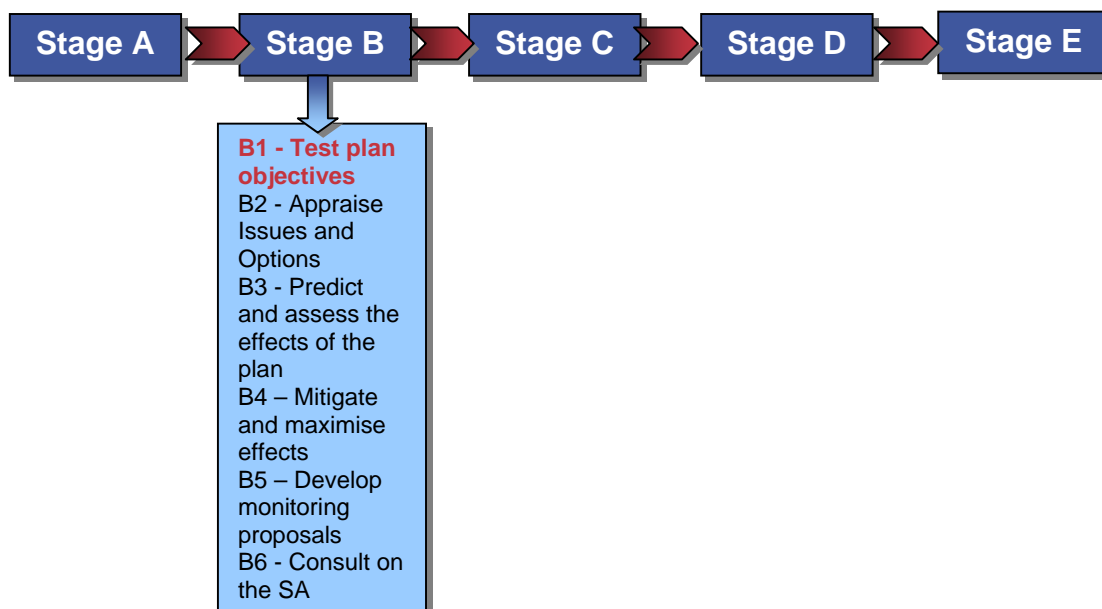 Stage A
Stage B
Stage C
Stage D
Stage E
B1 - Test plan
objectives
B2 - Appraise
Issues and
Options
B3 - Predict
and assess the
effects of the
plan
B4 – Mitigate
and maximise
effects
B5 – Develop
monitoring
proposals
B6 - Consult on
the SA